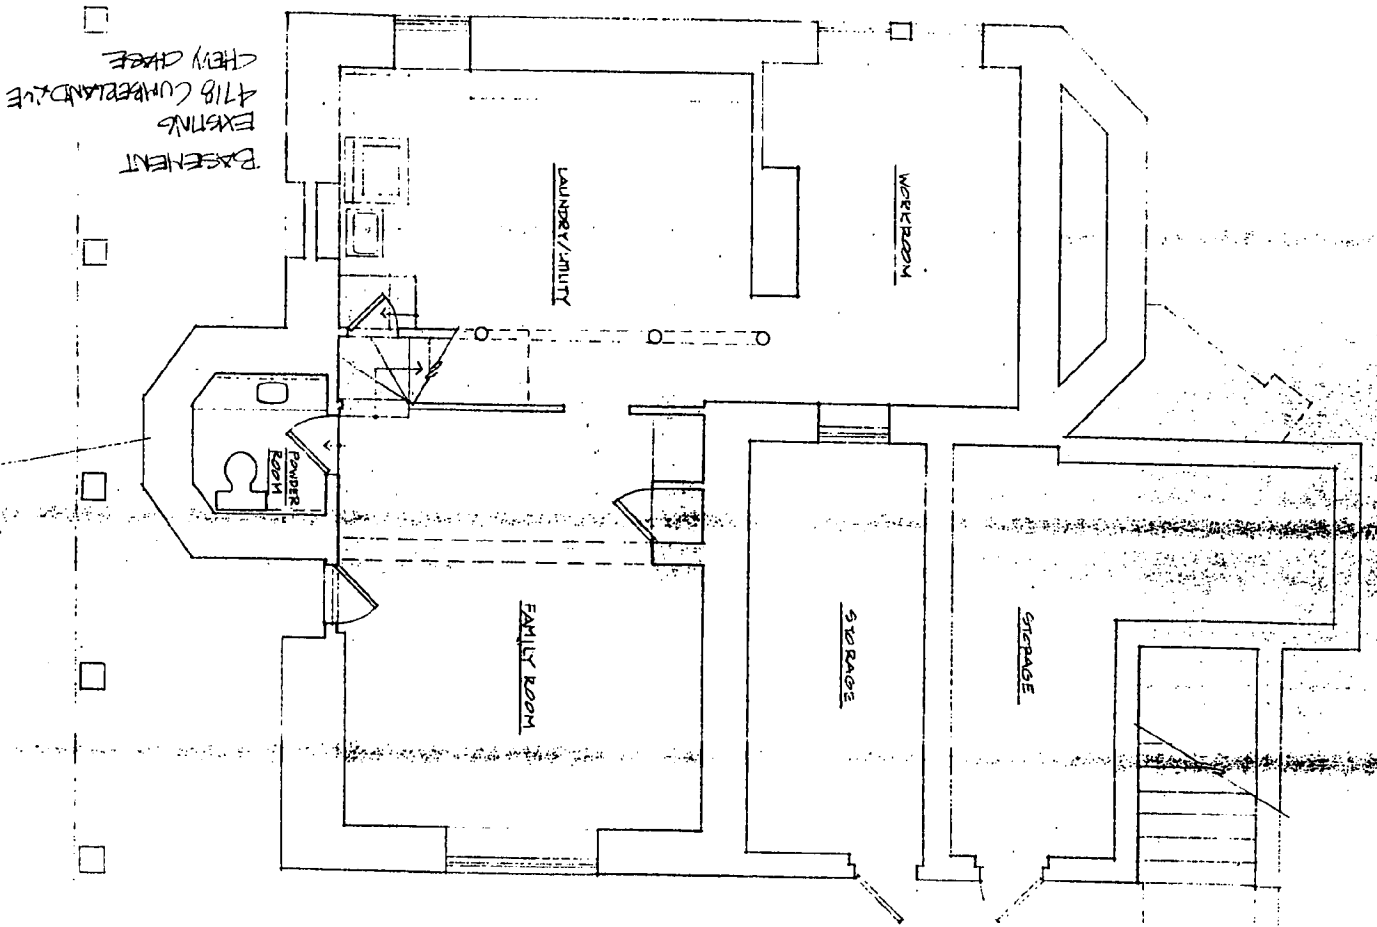 BASEMENT
EXISTING
4718 CUMBERLAND AVE
CHEVY CHASE
LAUNDRY/UTILITY
WORKROOM
POWDER
ROOM
FAMILY ROOM
STORAGE
STORAGE